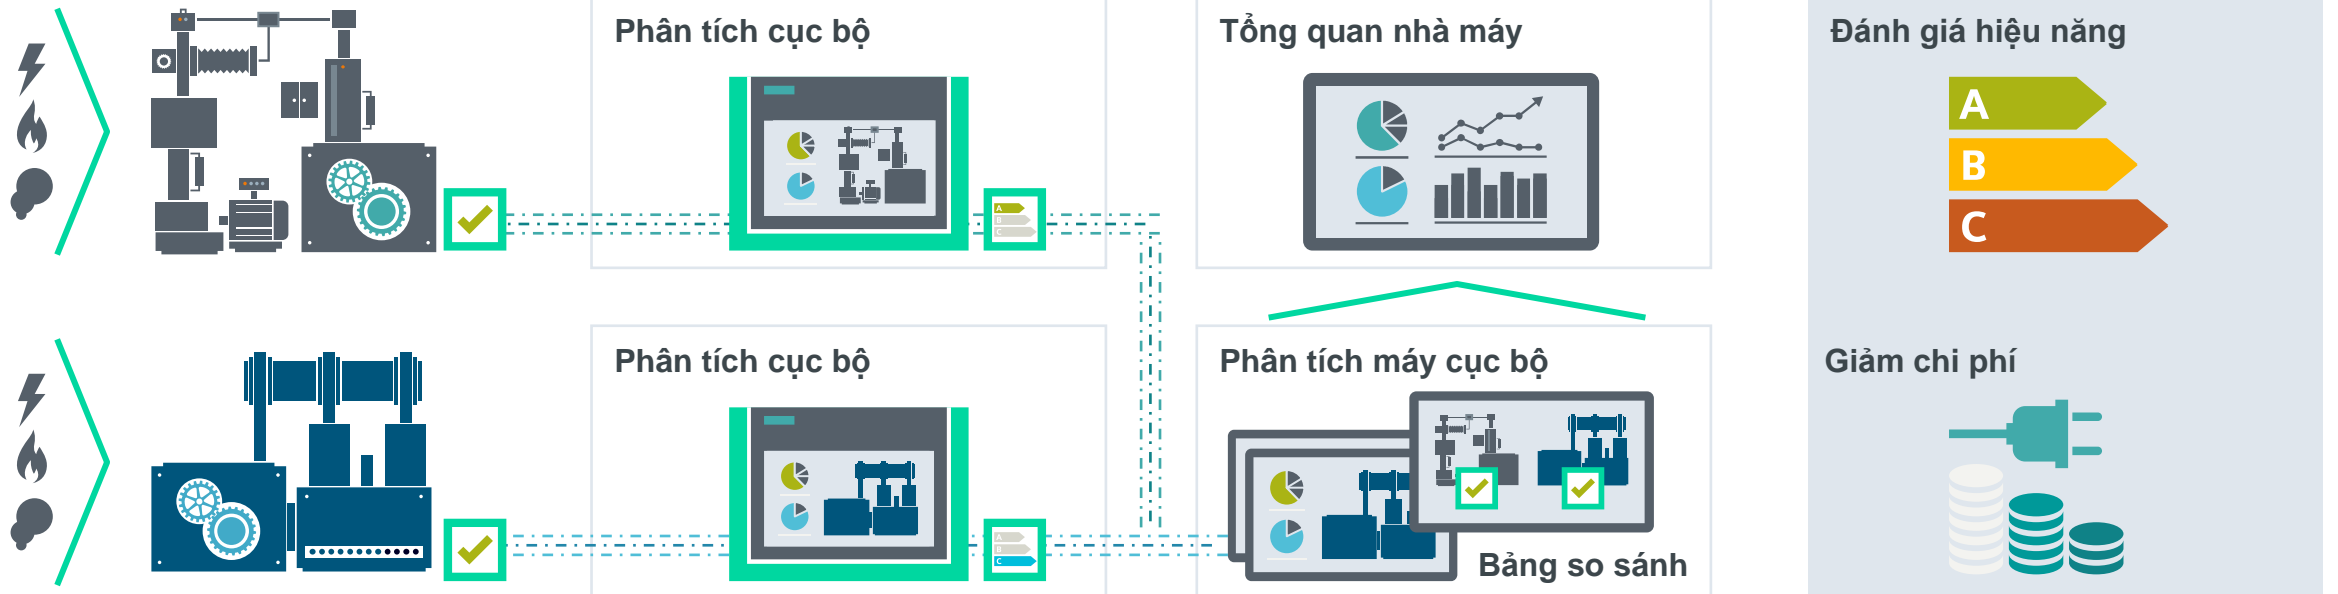 Phân tích cục bộ
Tổng quan nhà máy
Đánh giá hiệu năng
A
B
C
A
B
C
Phân tích cục bộ
Phân tích máy cục bộ
Giảm chi phí
A
B
C
Bảng so sánh